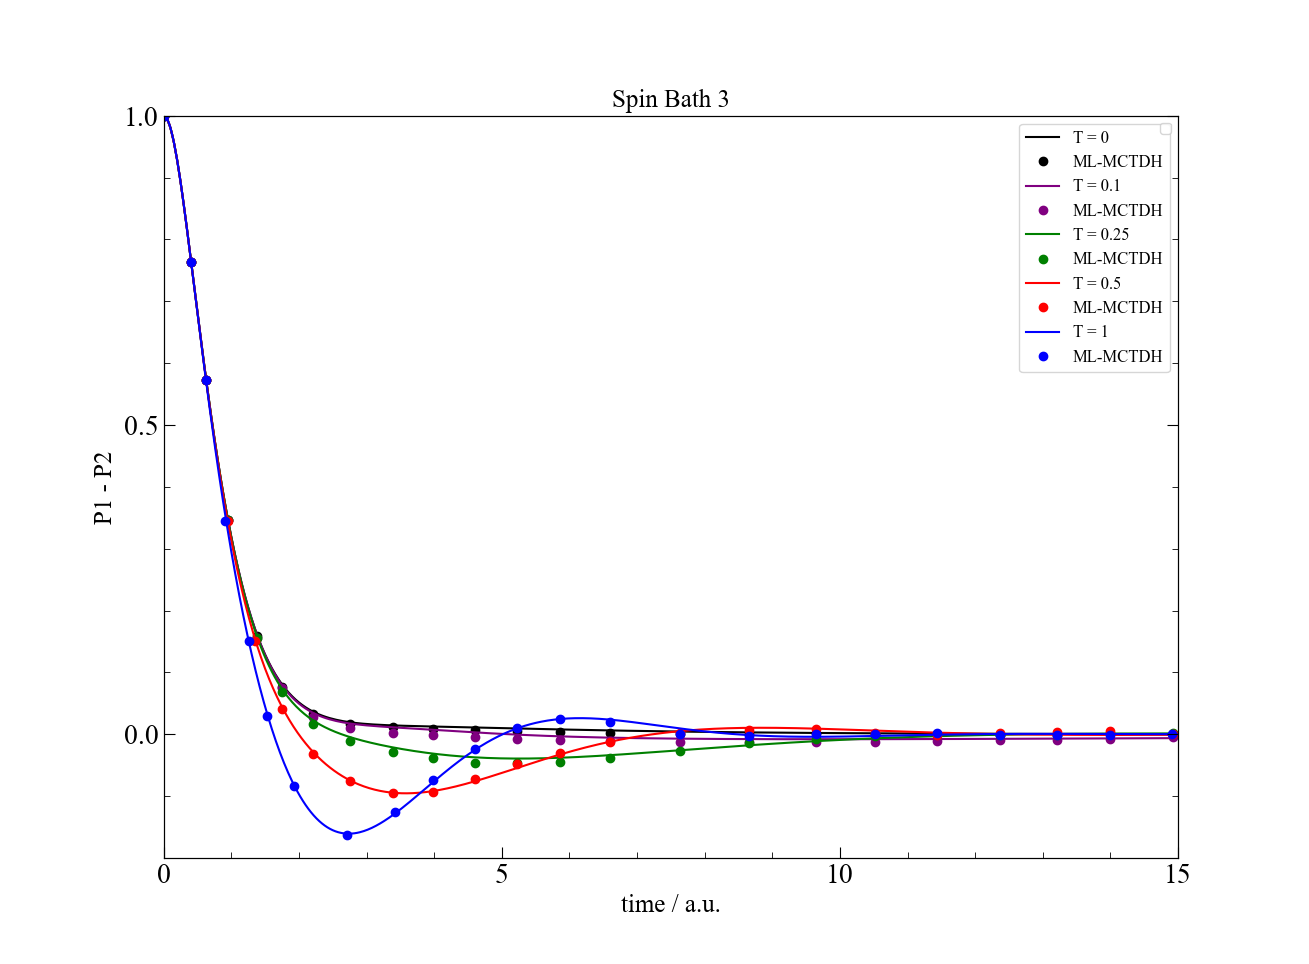 Spin Bath 3
1.0
0.5
0.0
P1 - P2
T = 0
ML-MCTDH
T = 0.1
ML-MCTDH
T = 0.25
ML-MCTDH
T = 0.5
ML-MCTDH
T = 1
ML-MCTDH
0 5 10 15
time / a.u.